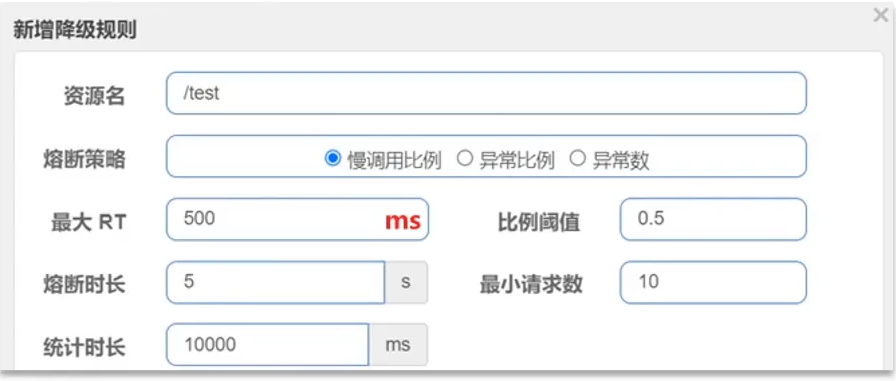 新增降级规则 ×
资源名 /test
熔断策略 慢调用比例 异常比例 异常数
最大 RT 500 ms 比例阈值 0.5
熔断时长 5 s 最小请求数 10
统计时长 10000 ms